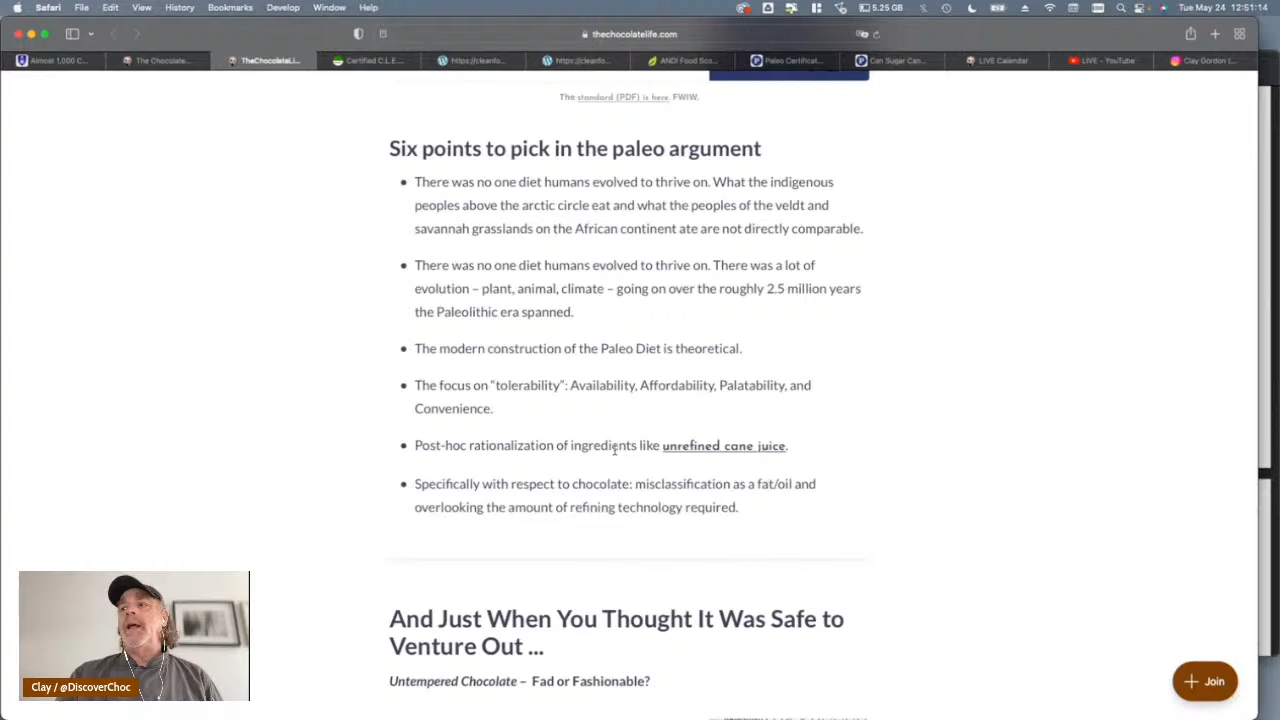 Safari File Edit View History Bookmarks Develop Window Help 5.25 GB Tue May 24 12:51:14
thechocolatelife.com
Almost 1,000 C... The Chocolate... TheChocolateLi... Certified C.L.E... https://cleanfo... https://cleanfo... ANDI Food Sco... Paleo Certificat... Can Sugar Can... LIVE Calendar LIVE - YouTube Clay Gordon (...
The standard (PDF) is here. FWIW.
Six points to pick in the paleo argument
• There was no one diet humans evolved to thrive on. What the indigenous
peoples above the arctic circle eat and what the peoples of the veldt and
savannah grasslands on the African continent ate are not directly comparable.
• There was no one diet humans evolved to thrive on. There was a lot of
evolution – plant, animal, climate – going on over the roughly 2.5 million years
the Paleolithic era spanned.
• The modern construction of the Paleo Diet is theoretical.
• The focus on "tolerability": Availability, Affordability, Palatability, and
Convenience.
• Post-hoc rationalization of ingredients like unrefined cane juice.
• Specifically with respect to chocolate: misclassification as a fat/oil and
overlooking the amount of refining technology required.
And Just When You Thought It Was Safe to
Venture Out ...
Untempered Chocolate – Fad or Fashionable?
Clay / @DiscoverChoc
+ Join